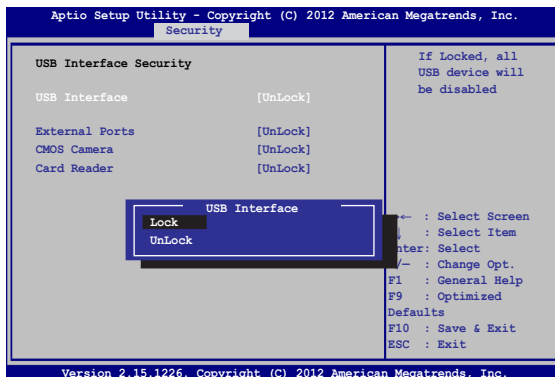 Aptio Setup Utility - Copyright (C) 2012 American Megatrends, Inc.
Security
USB Interface Security
USB Interface [UnLock]
External Ports [UnLock]
CMOS Camera [UnLock]
Card Reader [UnLock]
If Locked, all
USB device will
be disabled
USB Interface
Lock
UnLock
: Select Screen
: Select Item
: Select
: Change Opt.
F1 : General Help
F9 : Optimized
Defaults
F10 : Save & Exit
ESC : Exit
Version 2.15.1226. Copyright (C) 2012 American Megatrends, Inc.